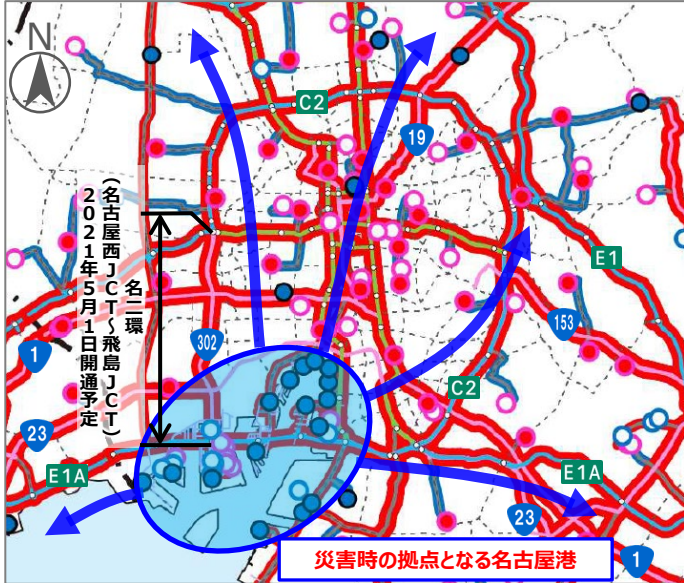 N
C2
19
E1
名二環
(名古屋西JCT~飛島JCT)
2021年5月1日開通予定
302
153
1
C2
23
E1A
E1A
23
災害時の拠点となる名古屋港
1